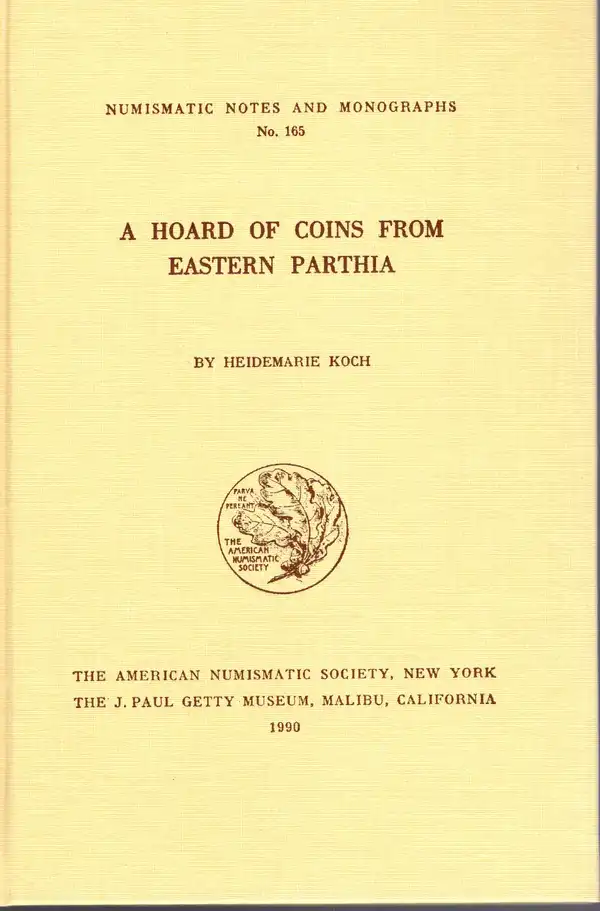 NUMISMATIC NOTES AND MONOGRAPHS
No. 165
A HOARD OF COINS FROM
EASTERN PARTHIA
BY HEIDEMARIE KOCH
PARVA
NE
PEREANT
THE
AMERICAN
NUMISMATIC
SOCIETY
THE AMERICAN NUMISMATIC SOCIETY, NEW YORK
THE J. PAUL GETTY MUSEUM, MALIBU, CALIFORNIA
1990